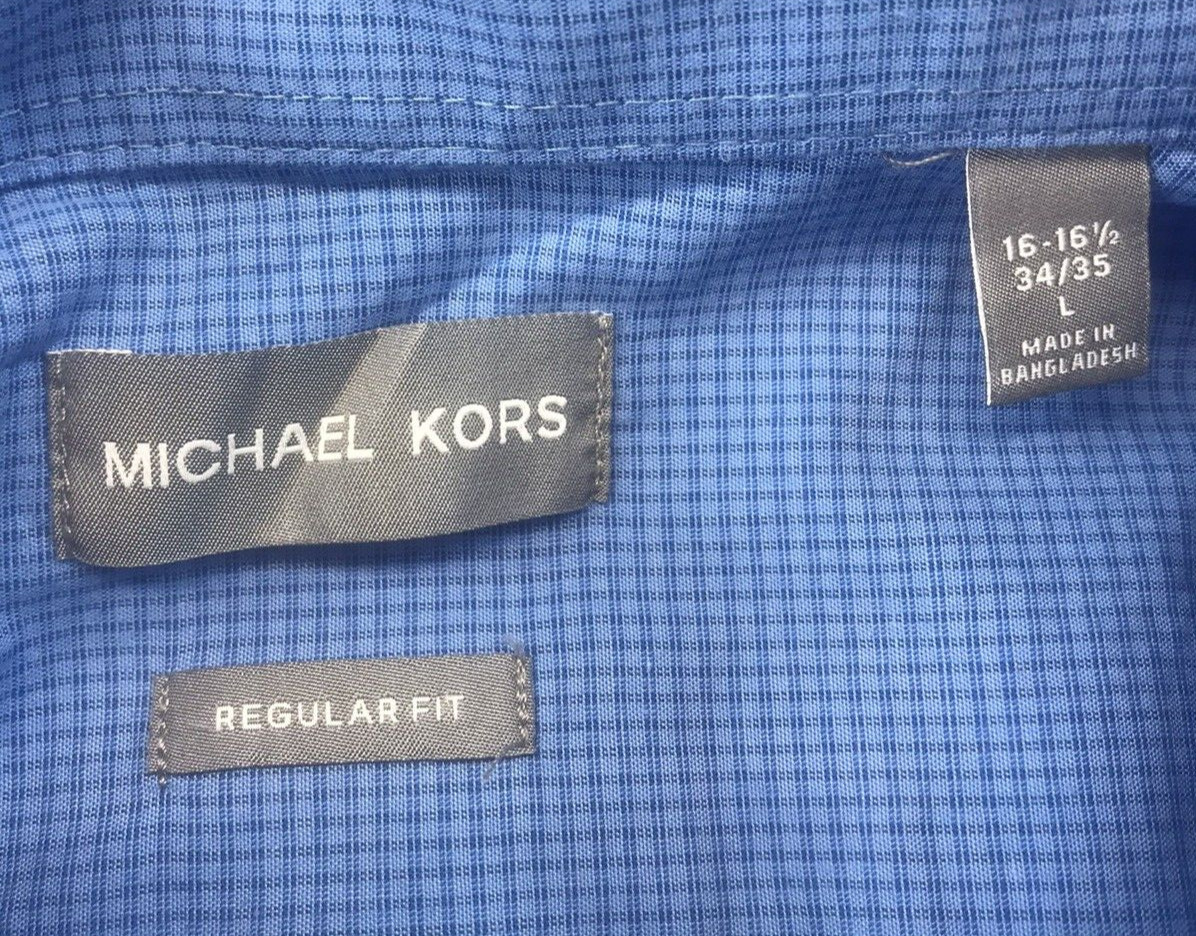 MICHAEL KORS
REGULAR FIT
16-16½
34/35
L
MADE IN
BANGLADESH